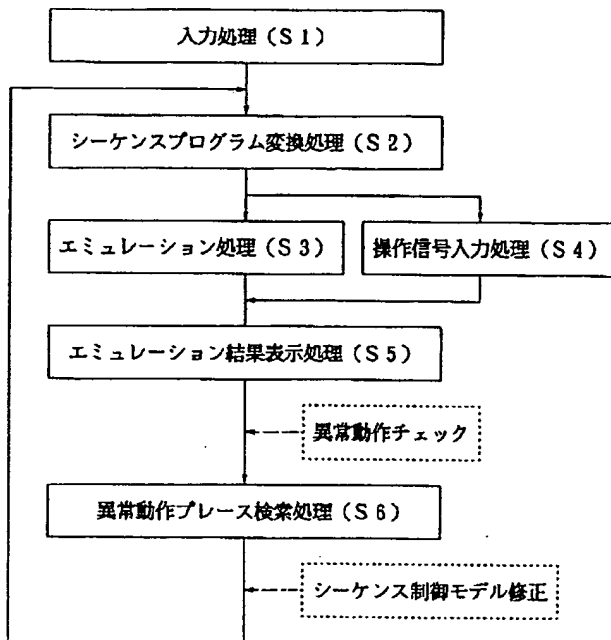 入力処理(S1)
シーケンスプログラム変換処理(S2)
エミュレーション処理(S3)
操作信号入力処理(S4)
エミュレーション結果表示処理(S5)
異常動作チェック
異常動作プレース検索処理(S6)
シーケンス制御モデル修正